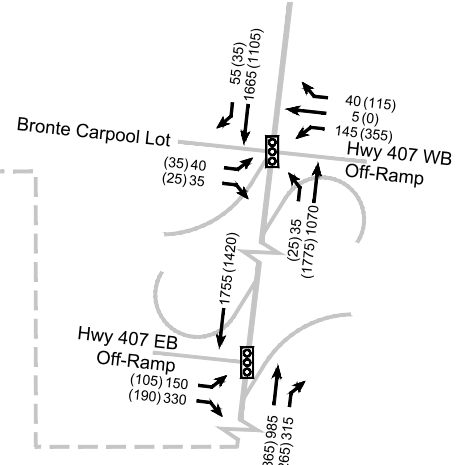 55 (35)
1665 (1105)
40 (115)
5 (0)
145 (355)
Bronte Carpool Lot
Hwy 407 WB
Off-Ramp
(35) 40
(25) 35
(25) 35
(1775) 1070
1755 (1420)
Hwy 407 EB
Off-Ramp
(105) 150
(190) 330
985
315